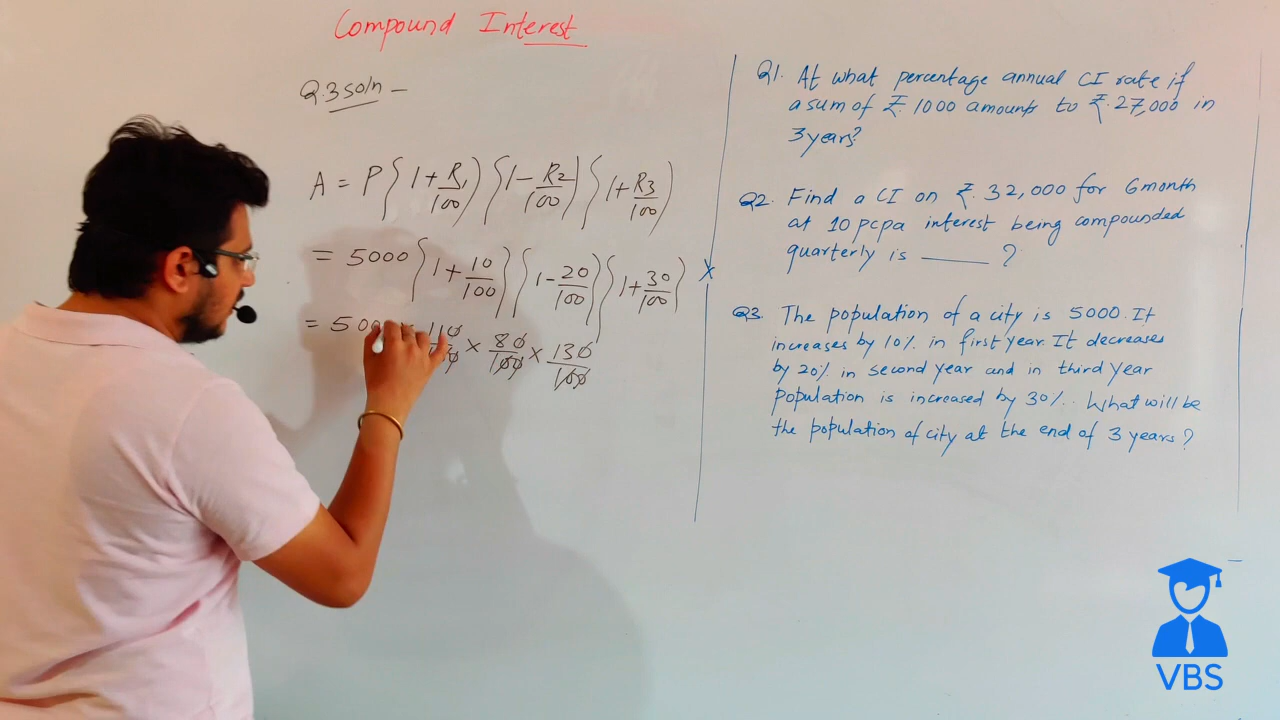 Compound Interest
Q.3 soln -
A = P{1 + R1/100}{1 - R2/100}{1 + R3/100}
= 5000{1 + 10/100}{1 - 20/100}{1 + 30/100}
= 500 × 110 × 80/100 × 130/100
Q1. At what percentage annual CI rate if
a sum of ₹. 1000 amounts to ₹. 27,000 in
3 years?
Q2. Find a CI on ₹. 32,000 for 6 month
at 10 pcpa interest being compounded
quarterly is ______ ?
Q3. The population of a city is 5000. It
increases by 10% in first year. It decreases
by 20% in second year and in third year
population is increased by 30%. What will be
the population of city at the end of 3 years?
VBS